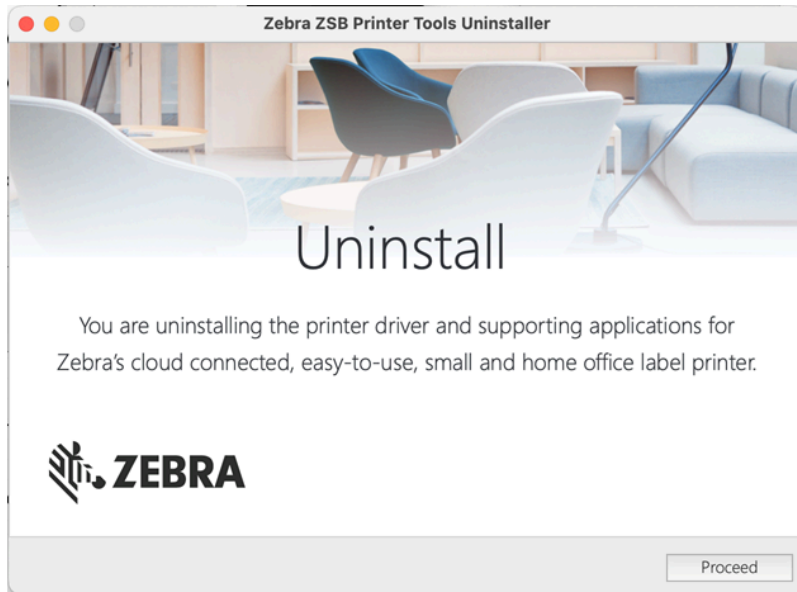 Zebra ZSB Printer Tools Uninstaller
Uninstall
You are uninstalling the printer driver and supporting applications for
Zebra’s cloud connected, easy-to-use, small and home office label printer.
ZEBRA
Proceed